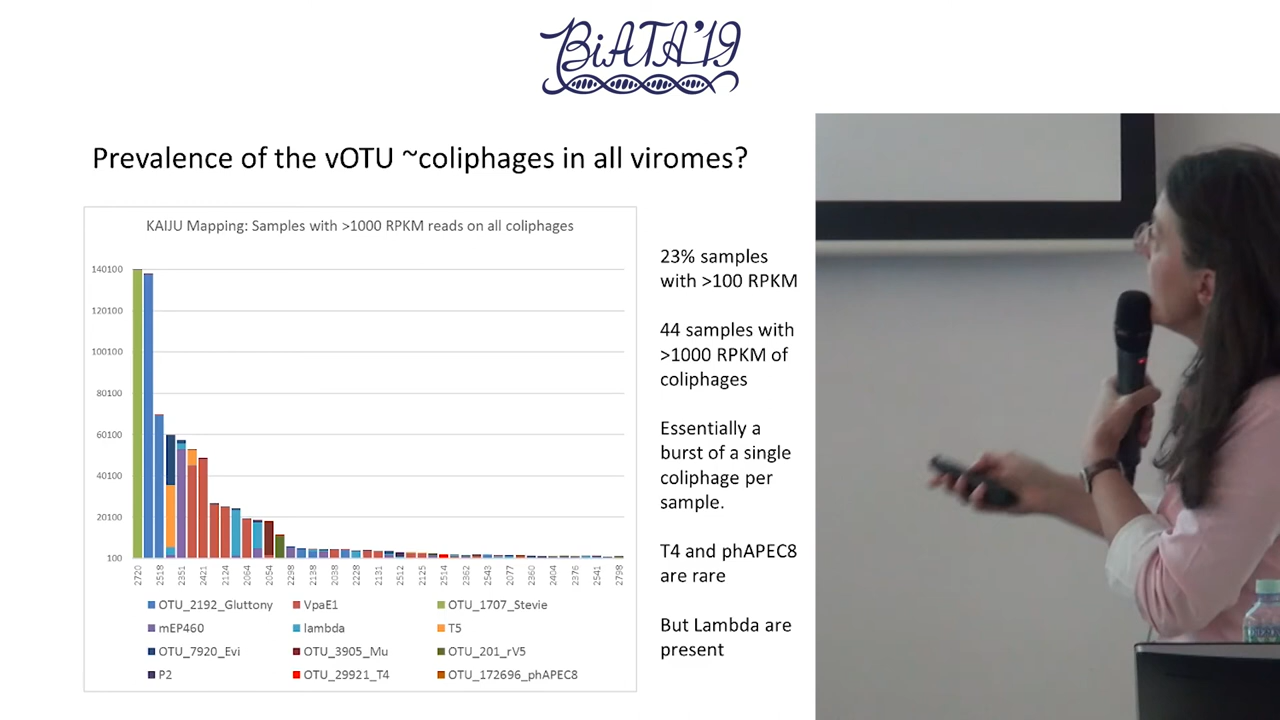 BiATA'19
Prevalence of the vOTU ~coliphages in all viromes?
KAIJU Mapping: Samples with >1000 RPKM reads on all coliphages
140100
120100
100100
80100
60100
40100
20100
100
2720
2518
2351
2421
2124
2064
2054
2298
2138
2038
2228
2131
2512
2125
2514
2362
2543
2077
2360
2404
2376
2541
2798
OTU_2192_Gluttony
VpaE1
OTU_1707_Stevie
mEP460
lambda
T5
OTU_7920_Evi
OTU_3905_Mu
OTU_201_rV5
P2
OTU_29921_T4
OTU_172696_phAPEC8
23% samples
with >100 RPKM
44 samples with
>1000 RPKM of
coliphages
Essentially a
burst of a single
coliphage per
sample.
T4 and phAPEC8
are rare
But Lambda are
present